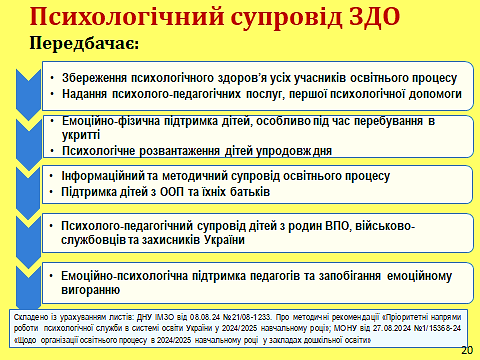 Психологічний супровід ЗДО
Передбачає:
• Збереження психологічного здоров'я усіх учасників освітнього процесу
• Надання психолого-педагогічних послуг, першої психологічної допомоги
• Емоційно-фізична підтримка дітей, особливо під час перебування в
укритті
• Психологічне розвантаження дітей упродовж дня
• Інформаційний та методичний супровід освітнього процесу
• Підтримка дітей з ООП та їхніх батьків
• Психолого-педагогічний супровід дітей з родин ВПО, військово-
службовців та захисників України
• Емоційно-психологічна підтримка педагогів та запобігання емоційному
вигоранню
Складено із урахуванням листів: ДНУ ІМЗО від 08.08.24 №21/08-1233. Про методичні рекомендації «Пріоритетні напрями
роботи психологічної служби в системі освіти України у 2024/2025 навчальному році»; МОНУ від 27.08.2024 №1/15368-24
«Щодо організації освітнього процесу в 2024/2025 навчальному році у закладах дошкільної освіти»
20